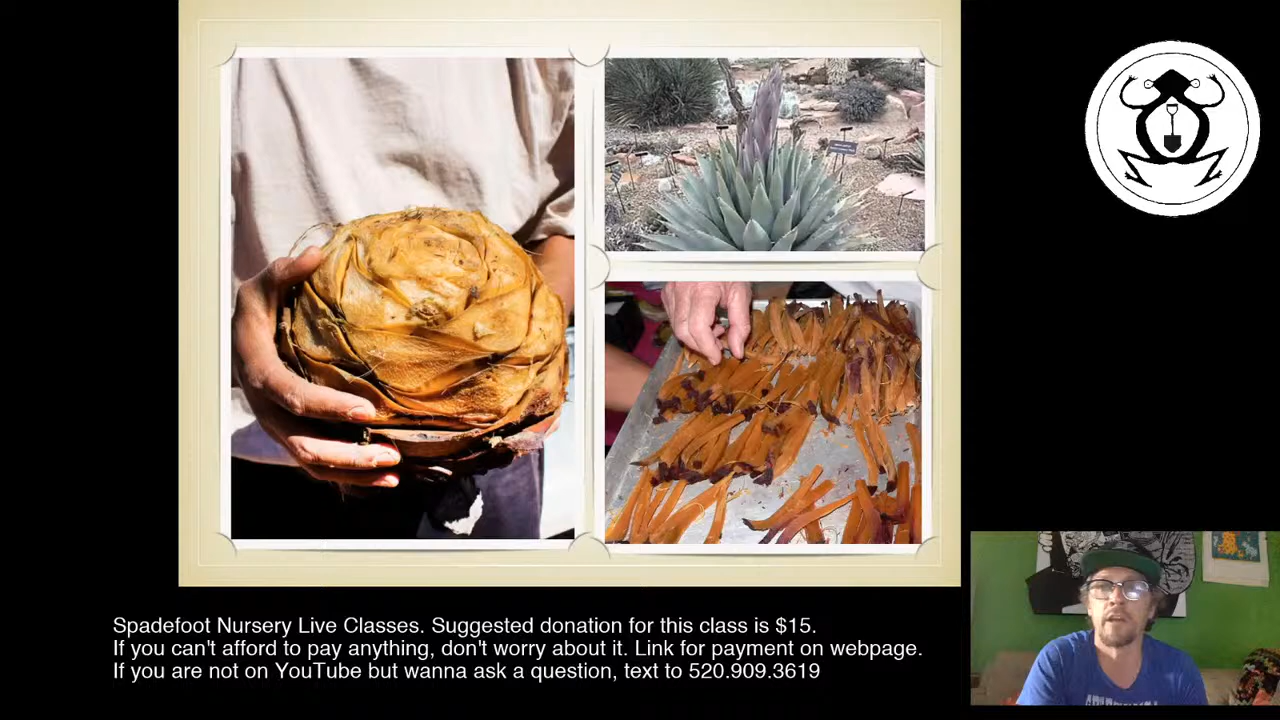 Spadefoot Nursery Live Classes. Suggested donation for this class is $15.
If you can't afford to pay anything, don't worry about it. Link for payment on webpage.
If you are not on YouTube but wanna ask a question, text to 520.909.3619